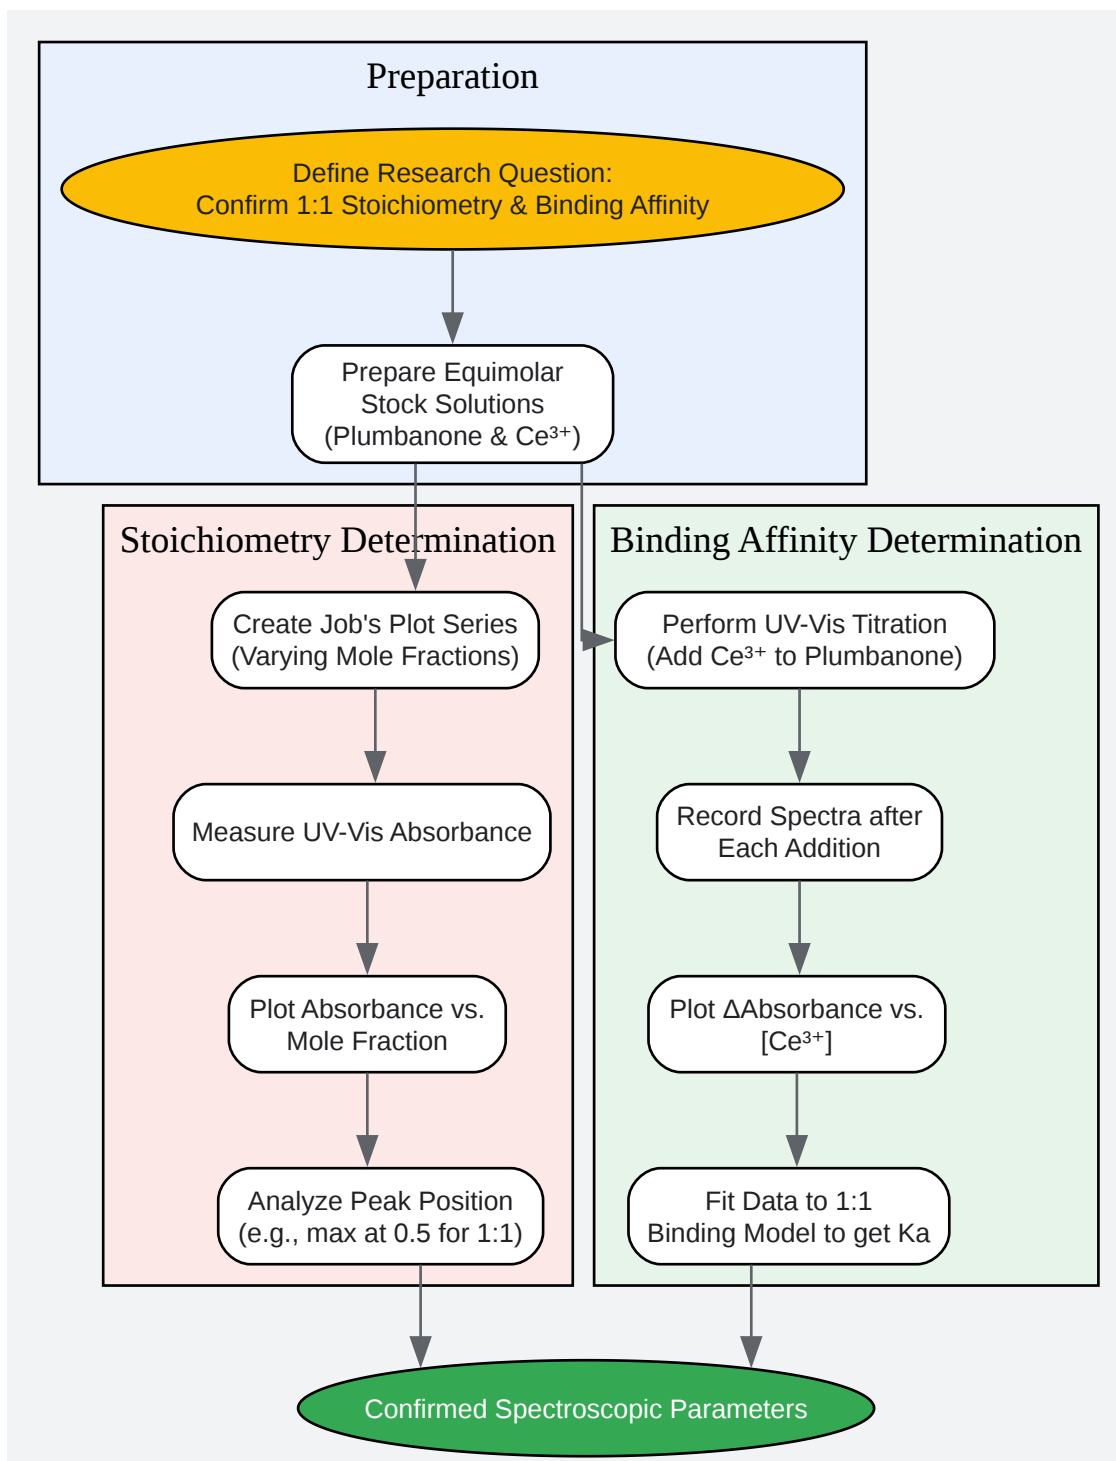 Preparation
Define Research Question:
Confirm 1:1 Stoichiometry & Binding Affinity
Prepare Equimolar
Stock Solutions
(Plumbanone & Ce³⁺)
Stoichiometry Determination
Create Job's Plot Series
(Varying Mole Fractions)
Measure UV-Vis Absorbance
Plot Absorbance vs.
Mole Fraction
Analyze Peak Position
(e.g., max at 0.5 for 1:1)
Binding Affinity Determination
Perform UV-Vis Titration
(Add Ce³⁺ to Plumbanone)
Record Spectra after
Each Addition
Plot ΔAbsorbance vs.
[Ce³⁺]
Fit Data to 1:1
Binding Model to get Ka
Confirmed Spectroscopic Parameters